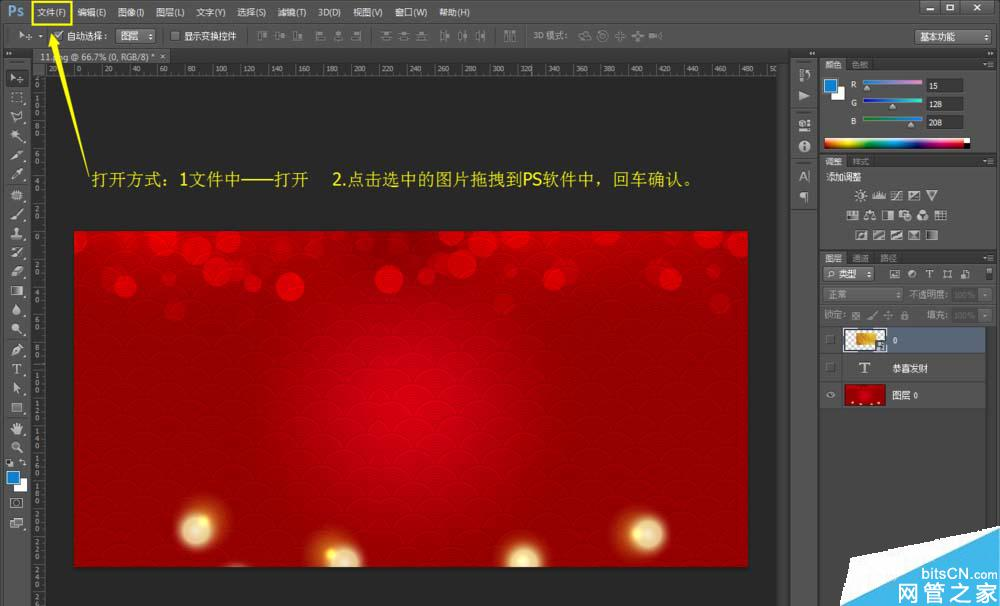 Ps 文件(F) 编辑(E) 图像(I) 图层(L) 文字(Y) 选择(S) 滤镜(T) 3D(D) 视图(V) 窗口(W) 帮助(H)
自动选择： 图层 显示变换控件 3D 模式： 基本功能
@ 66.7% (0, RGB/8) * ×
颜色 色板
R 15
G 128
B 208
打开方式：1文件中——打开 2.点击选中的图片拖拽到PS软件中，回车确认。
调整 样式
添加调整
图层 通道 路径
类型
正常 不透明度： 100%
锁定： 填充： 100%
0
T 恭喜发财
图层 0
bitsCN.com
网管之家